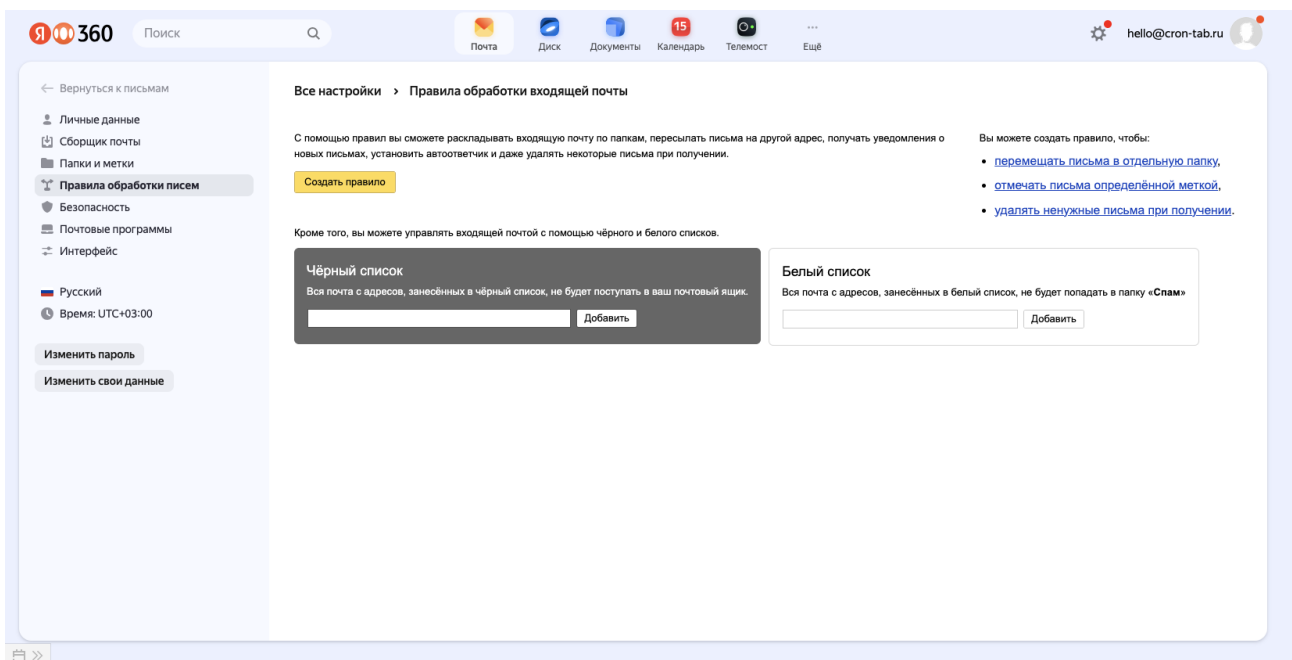 ЯО 360
Поиск
Почта
Диск
Документы
15
Календарь
Телемост
Ещё
hello@cron-tab.ru
Вернуться к письмам
Личные данные
Сборщик почты
Папки и метки
Правила обработки писем
Безопасность
Почтовые программы
Интерфейс
Русский
Время: UTC+03:00
Изменить пароль
Изменить свои данные
Все настройки › Правила обработки входящей почты
С помощью правил вы сможете раскладывать входящую почту по папкам, пересылать письма на другой адрес, получать уведомления о
новых письмах, установить автоответчик и даже удалять некоторые письма при получении.
Создать правило
Вы можете создать правило, чтобы:
• перемещать письма в отдельную папку,
• отмечать письма определённой меткой,
• удалять ненужные письма при получении.
Кроме того, вы можете управлять входящей почтой с помощью чёрного и белого списков.
Чёрный список
Вся почта с адресов, занесённых в чёрный список, не будет поступать в ваш почтовый ящик.
Добавить
Белый список
Вся почта с адресов, занесённых в белый список, не будет попадать в папку «Спам»
Добавить